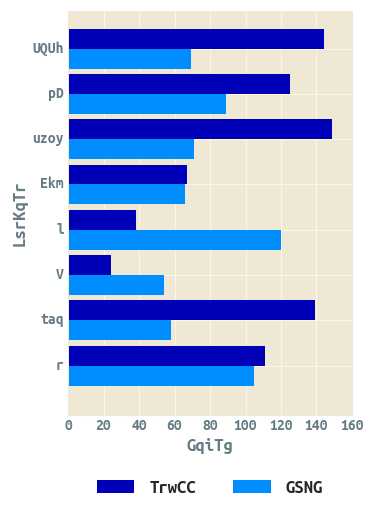 LsrKqTr
UQUh
pD
uzoy
Ekm
l
V
taq
r
0 20 40 60 80 100 120 140 160
GqiTg
TrwCC GSNG